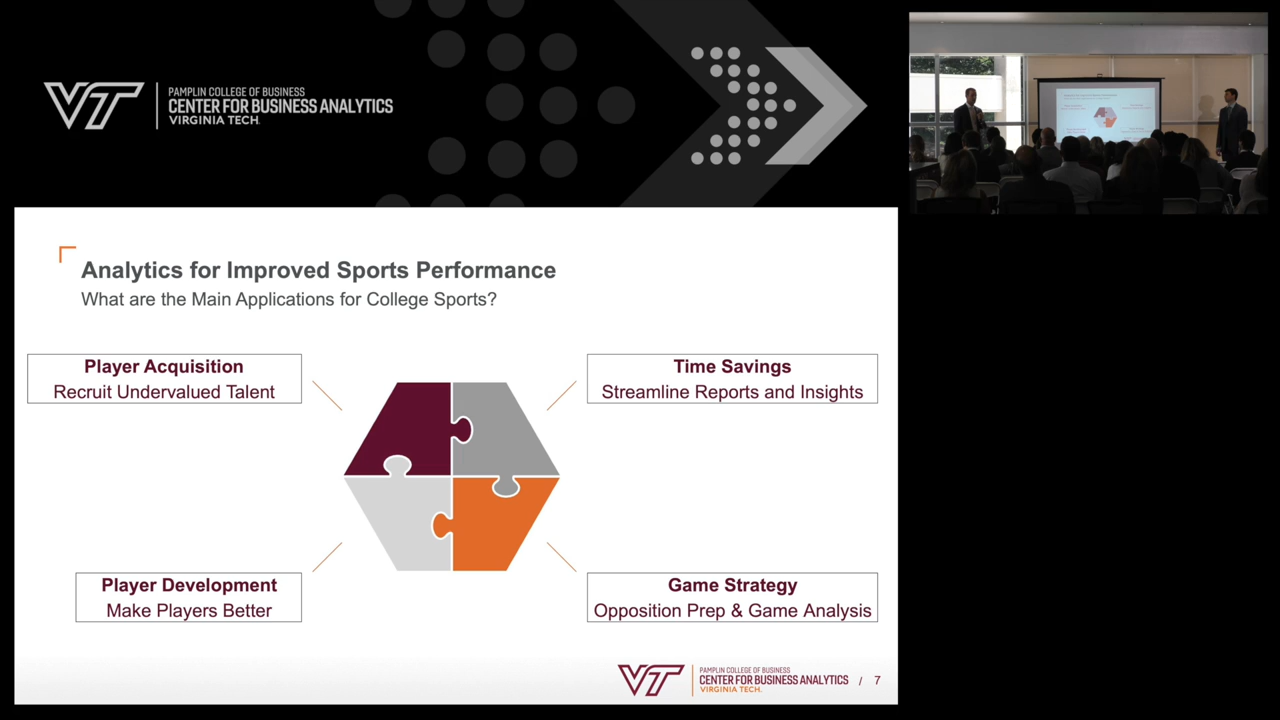 VT
PAMPLIN COLLEGE OF BUSINESS
CENTER FOR BUSINESS ANALYTICS
VIRGINIA TECH.
Analytics for Improved Sports Performance
What are the Main Applications for College Sports?
Player Acquisition
Recruit Undervalued Talent
Time Savings
Streamline Reports and Insights
Player Development
Make Players Better
Game Strategy
Opposition Prep & Game Analysis
VT
PAMPLIN COLLEGE OF BUSINESS
CENTER FOR BUSINESS ANALYTICS
VIRGINIA TECH.
/ 7